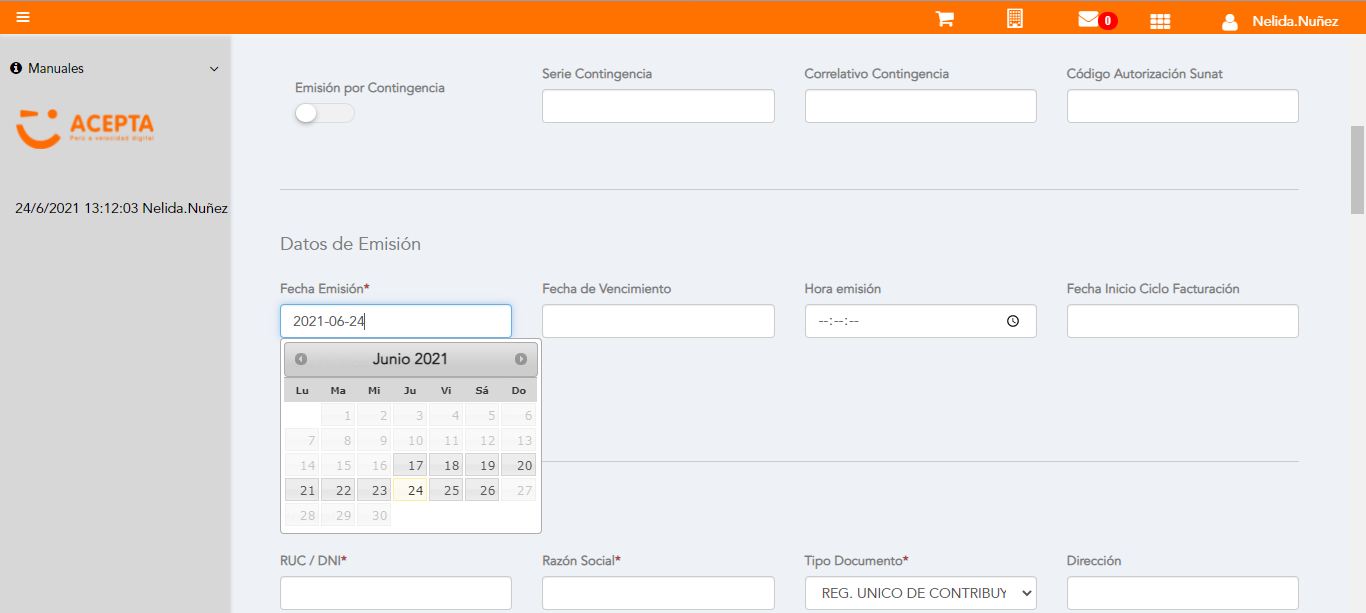 0
Nelida.Nuñez
Manuales
ACEPTA
Perú a velocidad digital
24/6/2021 13:12:03 Nelida.Nuñez
Emisión por Contingencia
Serie Contingencia
Correlativo Contingencia
Código Autorización Sunat
Datos de Emisión
Fecha Emisión*
Fecha de Vencimiento
Hora emisión
Fecha Inicio Ciclo Facturación
2021-06-24
--:--:--
Junio 2021
Lu Ma Mi Ju Vi Sá Do
1 2 3 4 5 6
7 8 9 10 11 12 13
14 15 16 17 18 19 20
21 22 23 24 25 26 27
28 29 30
RUC / DNI*
Razón Social*
Tipo Documento*
Dirección
REG. UNICO DE CONTRIBUY